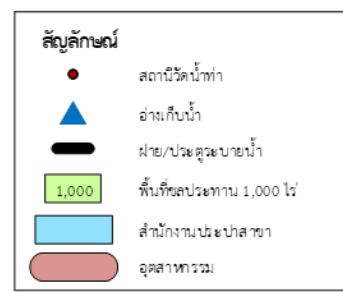 สัญลักษณ์
สถานีวัดน้ำท่า
อ่างเก็บน้ำ
ฝาย/ประตูระบายน้ำ
1,000 พื้นที่ชลประทาน 1,000 ไร่
สำนักงานประปาสาขา
อุตสาหกรรม